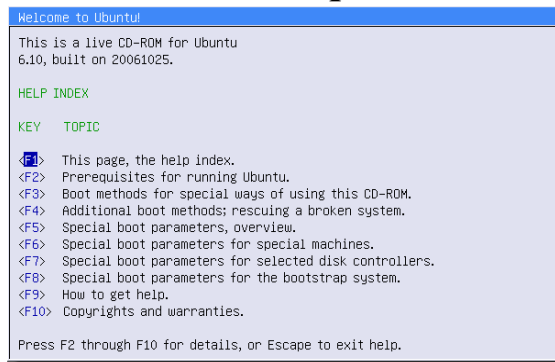 Welcome to Ubuntu!
This is a live CD-ROM for Ubuntu
6.10, built on 20061025.
HELP INDEX
KEY TOPIC
<F1> This page, the help index.
<F2> Prerequisites for running Ubuntu.
<F3> Boot methods for special ways of using this CD-ROM.
<F4> Additional boot methods; rescuing a broken system.
<F5> Special boot parameters, overview.
<F6> Special boot parameters for special machines.
<F7> Special boot parameters for selected disk controllers.
<F8> Special boot parameters for the bootstrap system.
<F9> How to get help.
<F10> Copyrights and warranties.
Press F2 through F10 for details, or Escape to exit help.